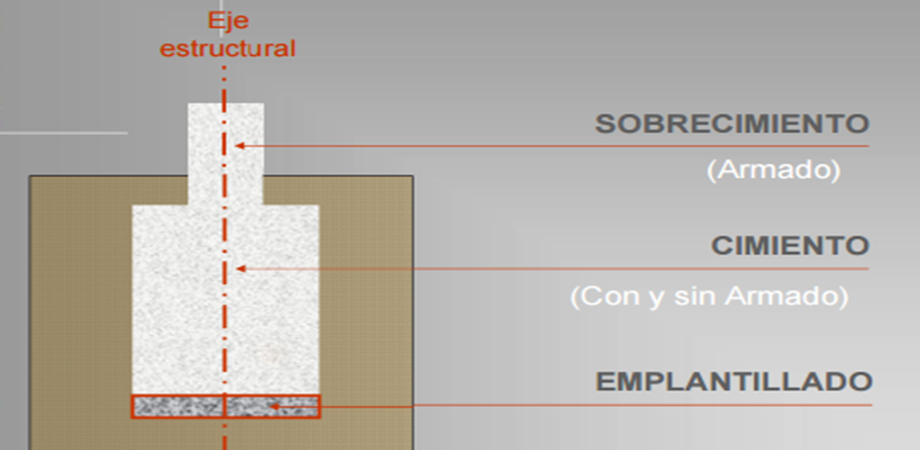 Eje
estructural
SOBRECIMIENTO
(Armado)
CIMIENTO
(Con y sin Armado)
EMPLANTILLADO